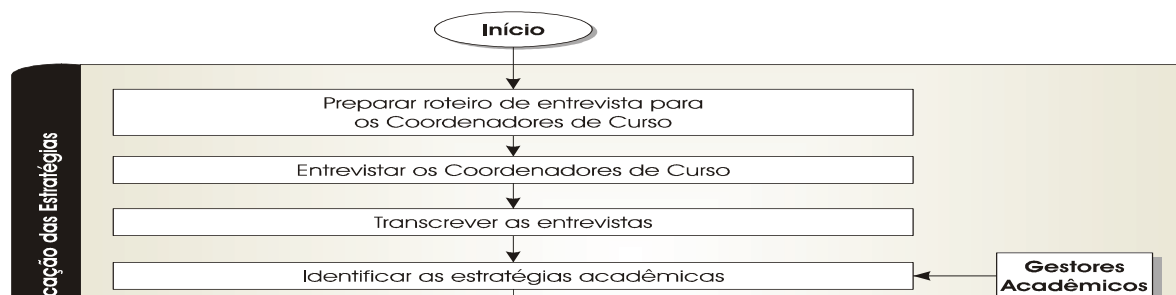 Início
Preparar roteiro de entrevista para
os Coordenadores de Curso
Entrevistar os Coordenadores de Curso
Transcrever as entrevistas
Identificar as estratégias acadêmicas
Gestores
Acadêmicos
das Estratégias